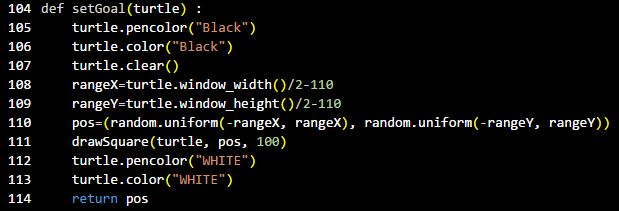 104 def setGoal(turtle) :
105     turtle.pencolor("Black")
106     turtle.color("Black")
107     turtle.clear()
108     rangeX=turtle.window_width()/2-110
109     rangeY=turtle.window_height()/2-110
110     pos=(random.uniform(-rangeX, rangeX), random.uniform(-rangeY, rangeY))
111     drawSquare(turtle, pos, 100)
112     turtle.pencolor("WHITE")
113     turtle.color("WHITE")
114     return pos